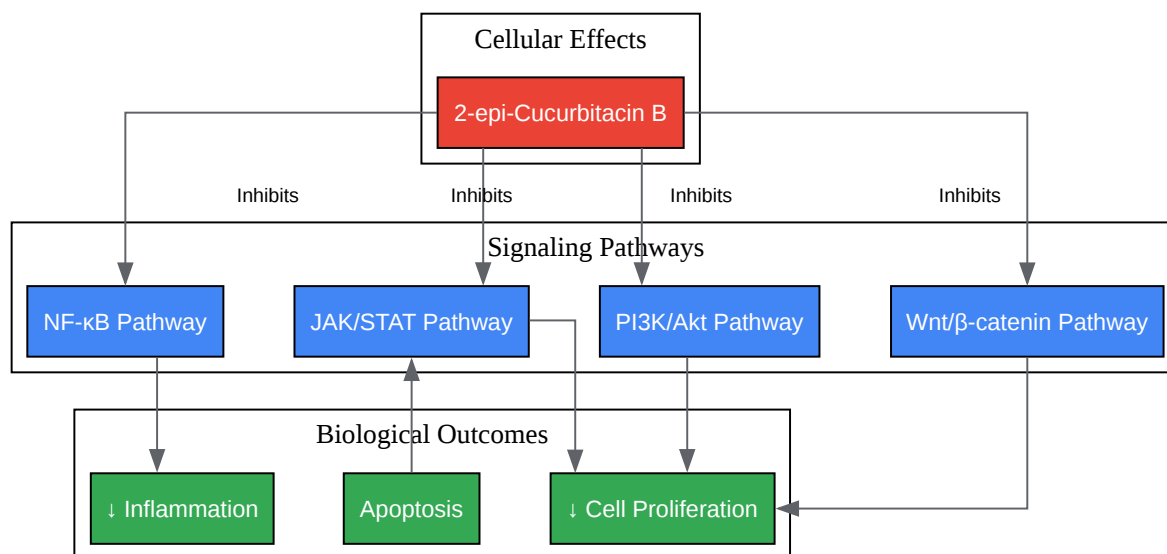 Cellular Effects
2-epi-Cucurbitacin B
Inhibits
Inhibits
Inhibits
Inhibits
Signaling Pathways
NF-κB Pathway
JAK/STAT Pathway
PI3K/Akt Pathway
Wnt/β-catenin Pathway
Biological Outcomes
↓ Inflammation
Apoptosis
↓ Cell Proliferation